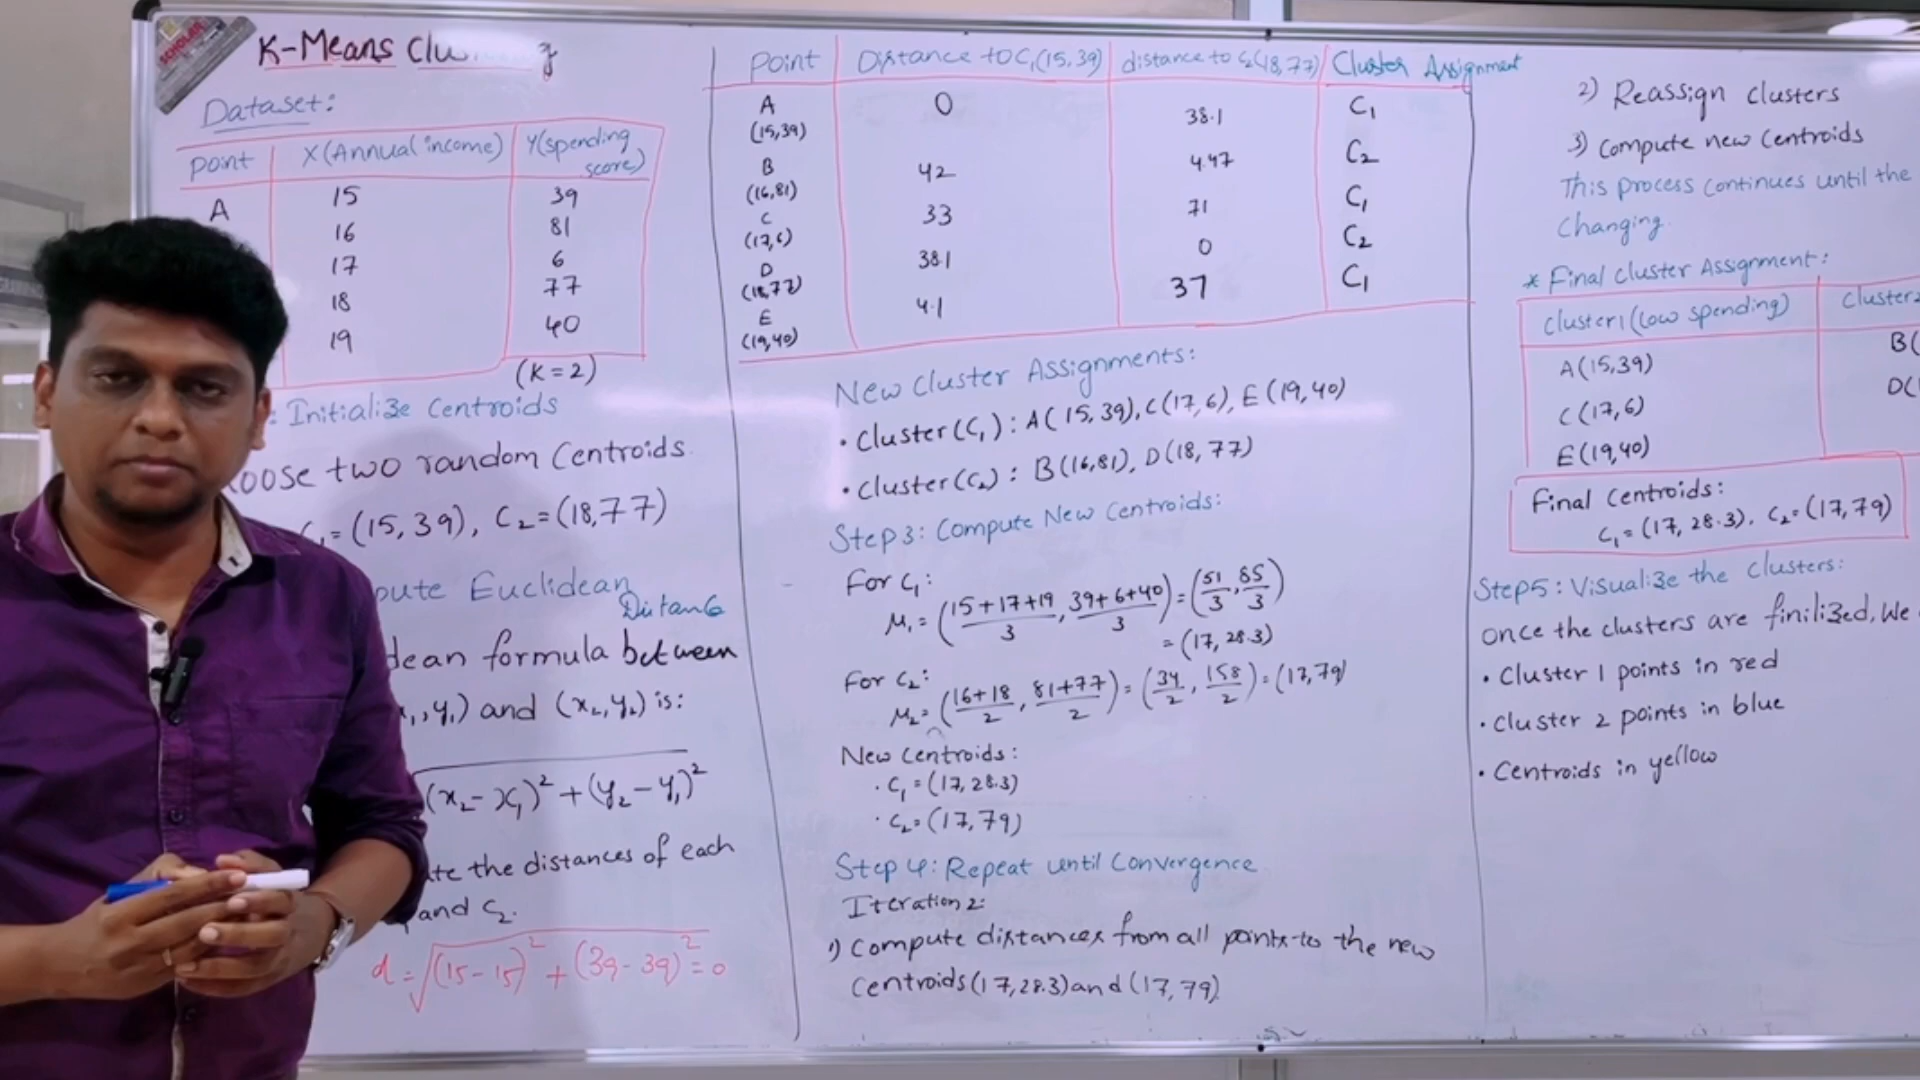 SCHOLAR
K-Means Clu
Dataset:
Point X(Annual income) Y(spending score)
A 15 39
16 81
17 6
18 77
19 40
(K=2)
: Initialize Centroids
oose two random Centroids.
C₁=(15,39), C₂=(18,77)
pute Euclidean
Distance
dean formula between
x₁,y₁) and (x₂,y₂) is:
(x₂-x₁)²+(y₂-y₁)²
ate the distances of each
and C₂.
d=√(15-15)²+(39-39)²=0
Point Distance to C₁(15,39) distance to C₂(18,77) Cluster Assignment
A (15,39) 0 38.1 C₁
B (16,81) 42 4.47 C₂
C (17,6) 33 71 C₁
D (18,77) 38.1 0 C₂
E (19,40) 4.1 37 C₁
New Cluster Assignments:
• Cluster(C₁): A(15,39), C(17,6), E(19,40)
• Cluster(C₂): B(16,81), D(18,77)
Step3: Compute New Centroids:
For C₁:
μ₁=(15+17+19/3, 39+6+40/3)=(51/3, 85/3)
=(17,28.3)
For C₂:
μ₂=(16+18/2, 81+77/2)=(34/2, 158/2)=(17,79)
New Centroids:
• C₁=(17,28.3)
• C₂=(17,79)
Step 4: Repeat until Convergence
Iteration 2:
1) Compute distances from all points to the new
Centroids(17,28.3) and (17,79)
2) Reassign clusters
3) Compute new Centroids
This process continues until the
Changing.
* Final Cluster Assignment:
Cluster1(Low spending) Cluster2
A(15,39) B(
C(17,6) D(
E(19,40)
Final Centroids:
C₁=(17,28.3), C₂=(17,79)
Step5: Visualize the Clusters:
Once the clusters are finilized, We
• Cluster 1 points in red
• Cluster 2 points in blue
• Centroids in yellow